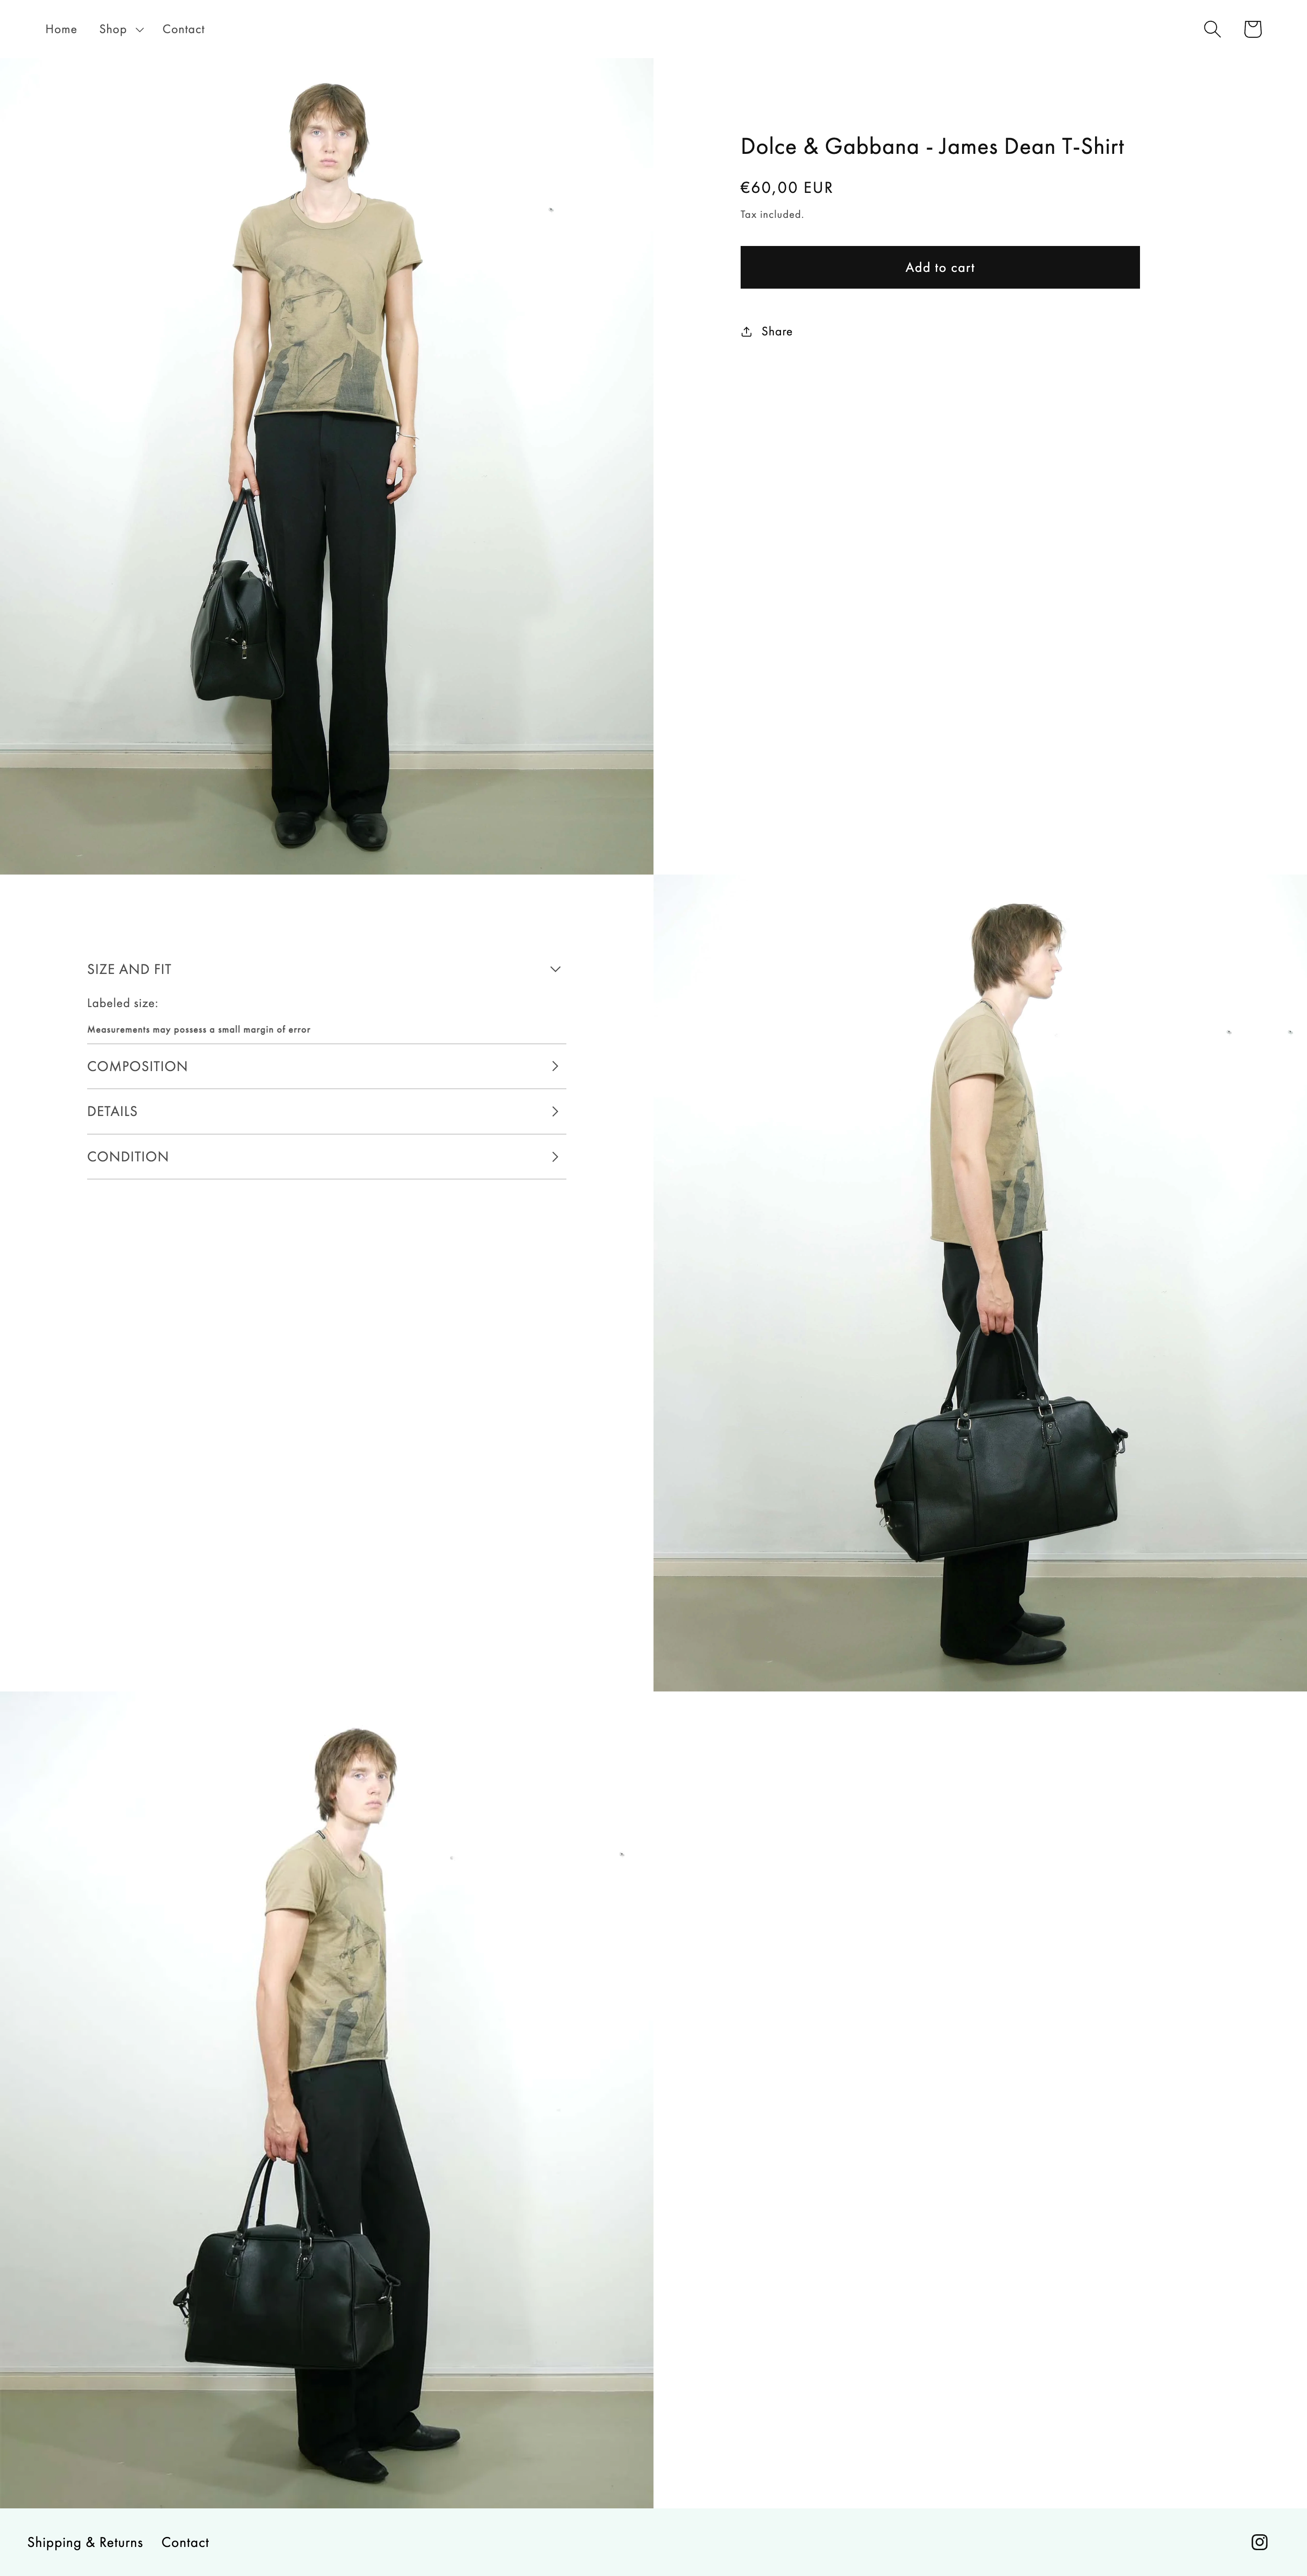 Home
Shop
Contact
Dolce & Gabbana - James Dean T-Shirt
€60,00 EUR
Tax included.
Add to cart
Share
SIZE AND FIT
Labeled size:
Measurements may possess a small margin of error
COMPOSITION
DETAILS
CONDITION
Shipping & Returns
Contact